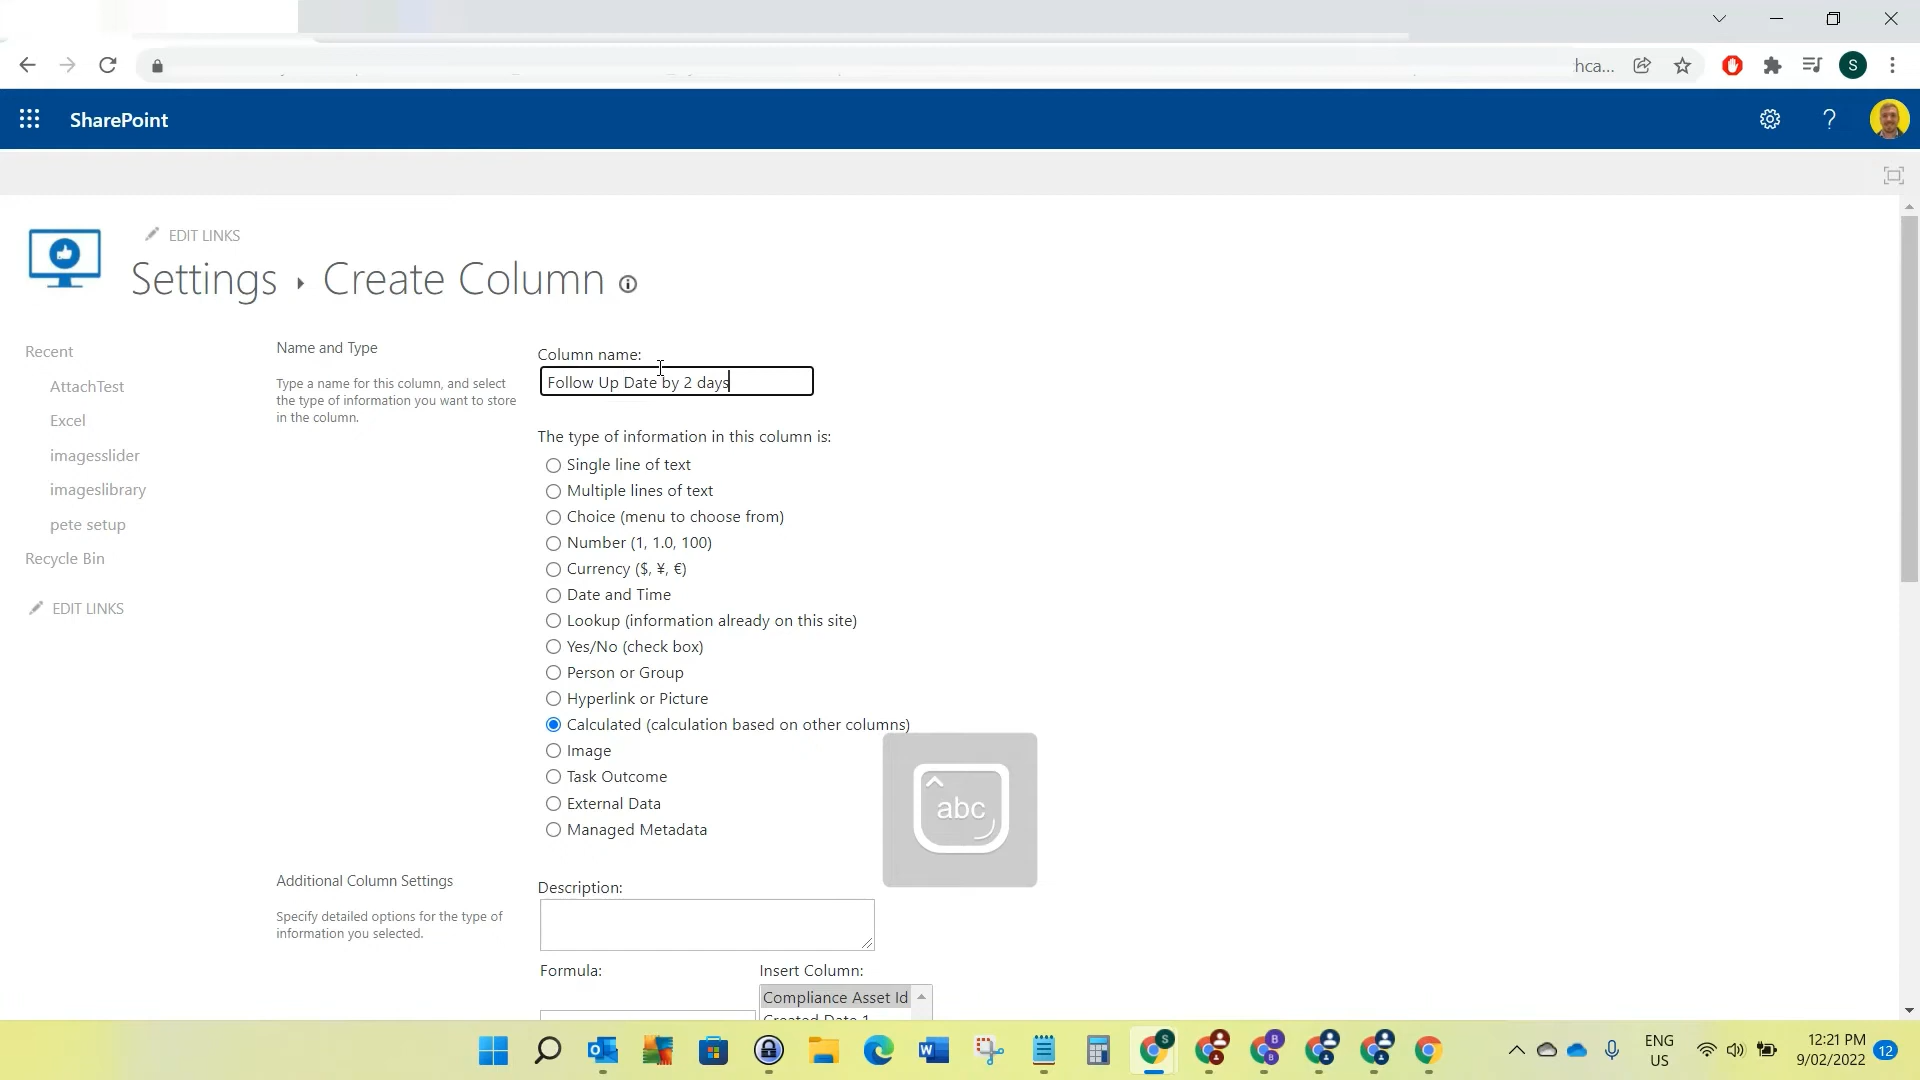 hca...
S
SharePoint
EDIT LINKS
Settings ▸ Create Column
Recent
AttachTest
Excel
imagesslider
imageslibrary
pete setup
Recycle Bin
EDIT LINKS
Name and Type
Type a name for this column, and select
the type of information you want to store
in the column.
Column name:
Follow Up Date by 2 days
The type of information in this column is:
Single line of text
Multiple lines of text
Choice (menu to choose from)
Number (1, 1.0, 100)
Currency ($, ¥, €)
Date and Time
Lookup (information already on this site)
Yes/No (check box)
Person or Group
Hyperlink or Picture
Calculated (calculation based on other columns)
Image
Task Outcome
External Data
Managed Metadata
abc
Additional Column Settings
Specify detailed options for the type of
information you selected.
Description:
Formula:
Insert Column:
Compliance Asset Id
Created Date 1
ENG
US
12:21 PM
9/02/2022
12